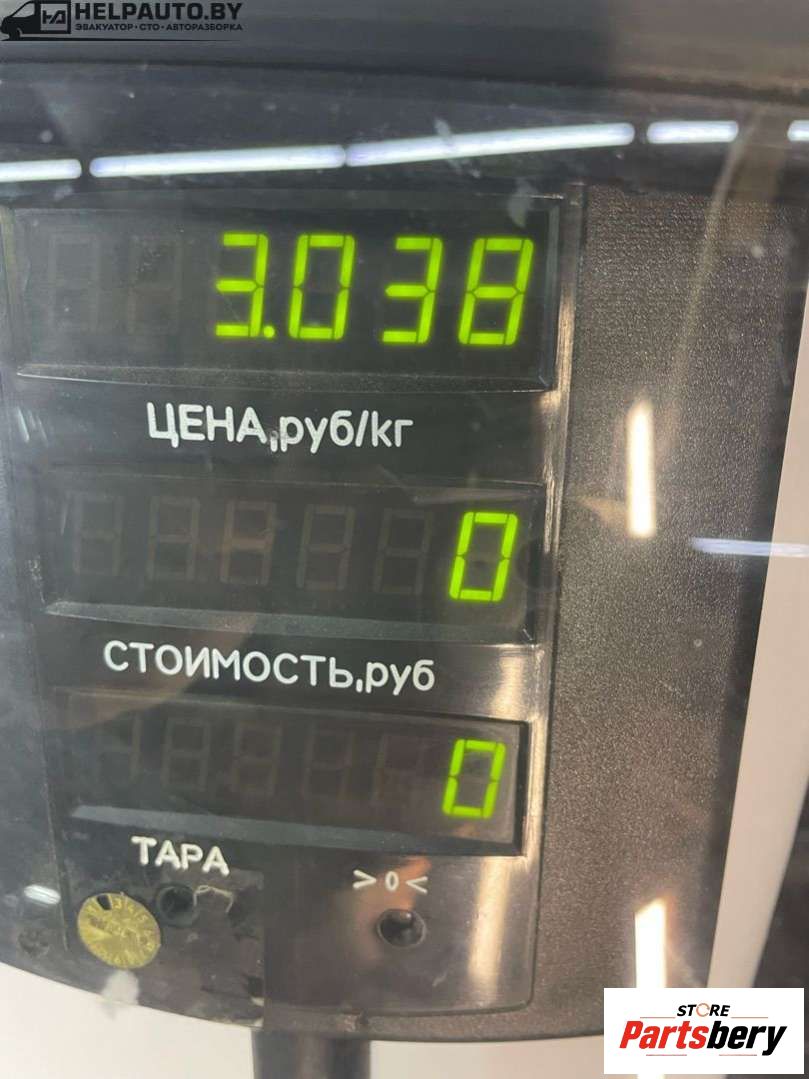 HELPAUTO.BY
ЭВАКУАТОР • СТО • АВТОРАЗБОРКА
3.038
ЦЕНА,руб/кг
0
СТОИМОСТЬ,руб
0
ТАРА
>0<
STORE
Partsbery